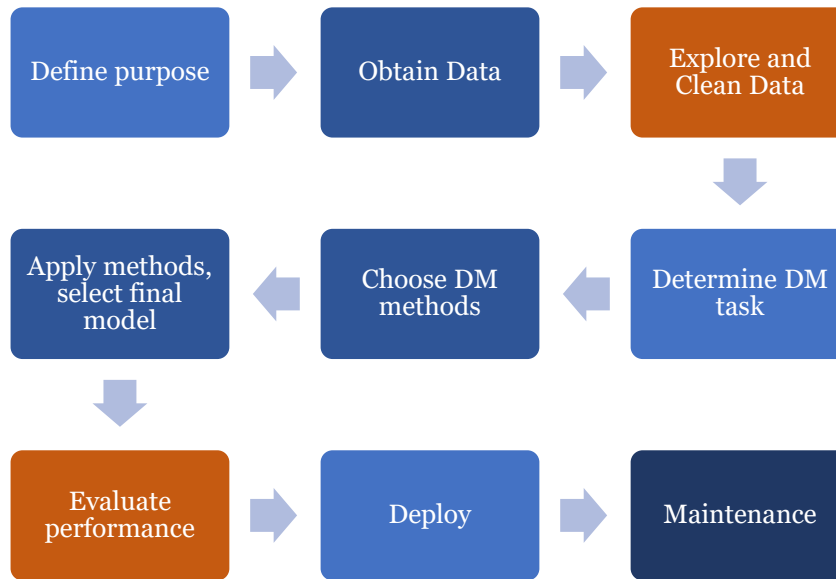 Define purpose
Obtain Data
Explore and
Clean Data
Determine DM
task
Choose DM
methods
Apply methods,
select final
model
Evaluate
performance
Deploy
Maintenance